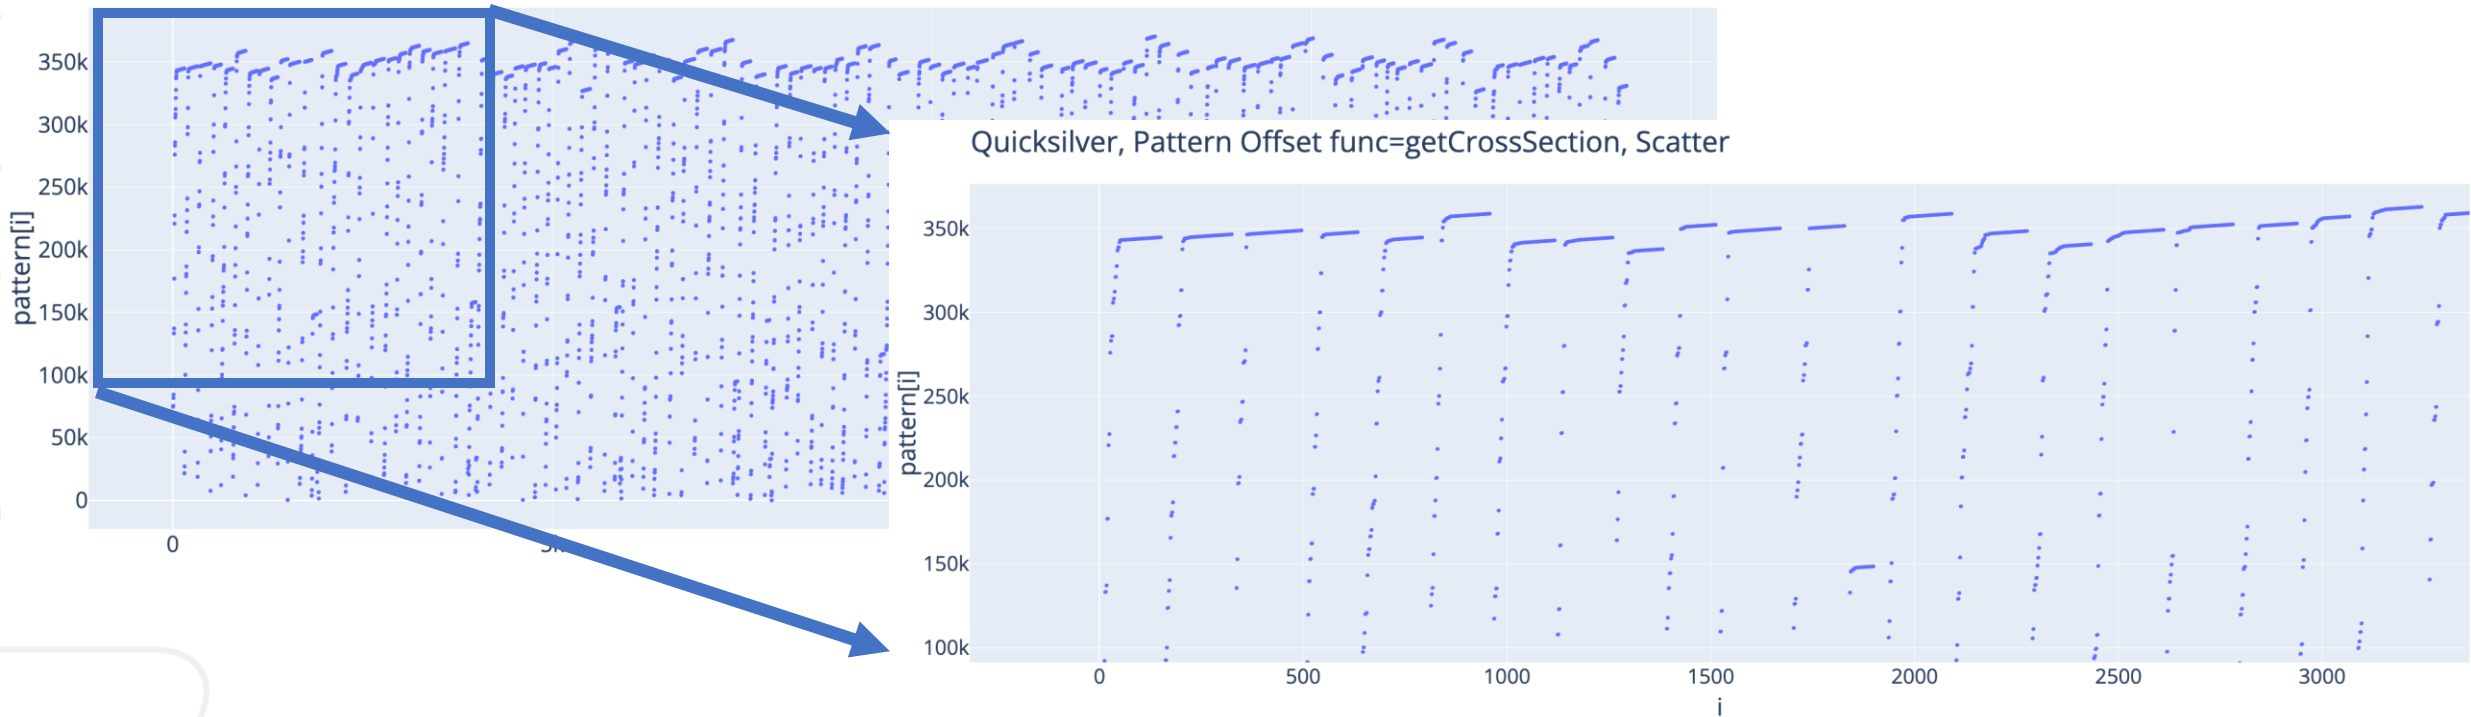 350k
300k
250k
200k
150k
100k
50k
0
pattern[i]
0
Quicksilver, Pattern Offset func=getCrossSection, Scatter
350k
300k
250k
200k
150k
100k
pattern[i]
0 500 1000 1500 2000 2500 3000
i